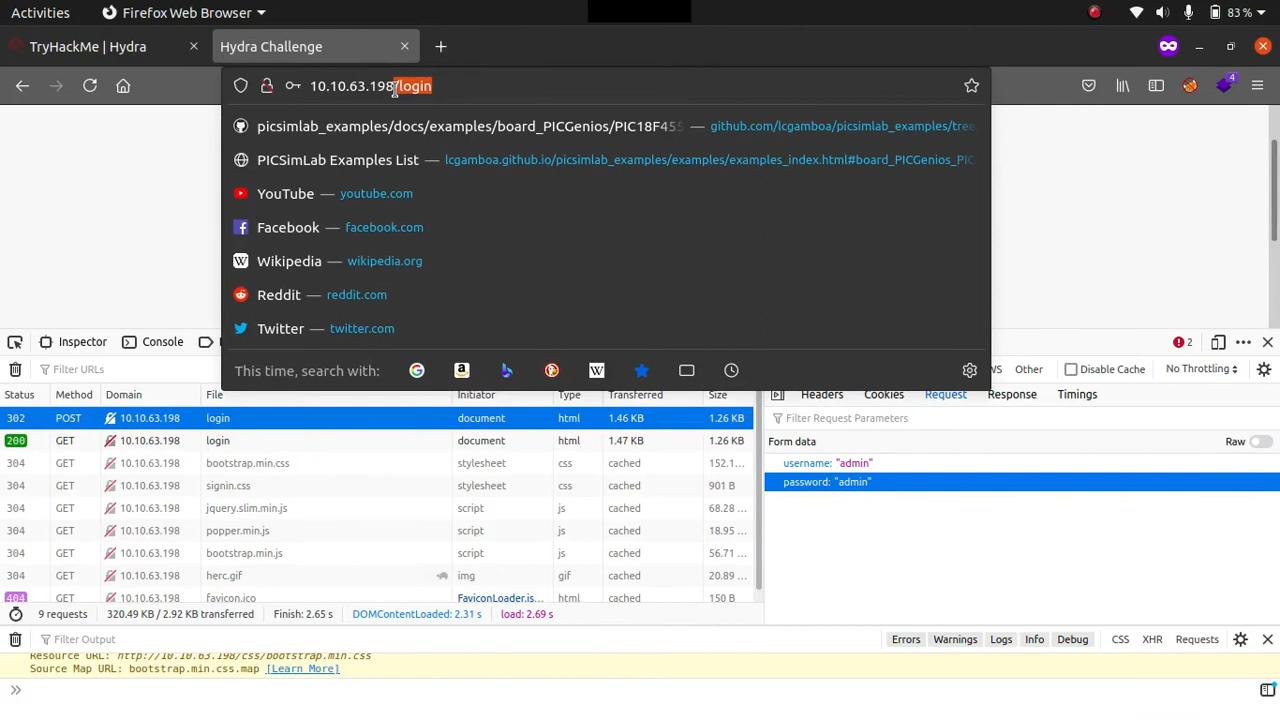 Activities Firefox Web Browser 83 %
TryHackMe | Hydra Hydra Challenge
10.10.63.198/login 4
picsimlab_examples/docs/examples/board_PICGenios/PIC18F455 — github.com/lcgamboa/picsimlab_examples/tree
PICSimLab Examples List — lcgamboa.github.io/picsimlab_examples/examples/examples_index.html#board_PICGenios_PIC
YouTube — youtube.com
Facebook — facebook.com
Wikipedia — wikipedia.org
Reddit — reddit.com
Twitter — twitter.com
Inspector Console 2
This time, search with:
Filter URLs WS Other Disable Cache No Throttling
Status Method Domain File Initiator Type Transferred Size Headers Cookies Request Response Timings
302 POST 10.10.63.198 login document html 1.46 KB 1.26 KB Filter Request Parameters
200 GET 10.10.63.198 login document html 1.47 KB 1.26 KB Form data Raw
304 GET 10.10.63.198 bootstrap.min.css stylesheet css cached 152.1... username: "admin"
304 GET 10.10.63.198 signin.css stylesheet css cached 901 B password: "admin"
304 GET 10.10.63.198 jquery.slim.min.js script js cached 68.28 ...
304 GET 10.10.63.198 popper.min.js script js cached 18.95 ...
304 GET 10.10.63.198 bootstrap.min.js script js cached 56.71 ...
304 GET 10.10.63.198 herc.gif img gif cached 20.89 ...
404 GET 10.10.63.198 favicon.ico FaviconLoader.js... html cached 150 B
9 requests 320.49 KB / 2.92 KB transferred Finish: 2.65 s DOMContentLoaded: 2.31 s load: 2.69 s
Filter Output Errors Warnings Logs Info Debug CSS XHR Requests
Resource URL: http://10.10.63.198/css/bootstrap.min.css
Source Map URL: bootstrap.min.css.map [Learn More]